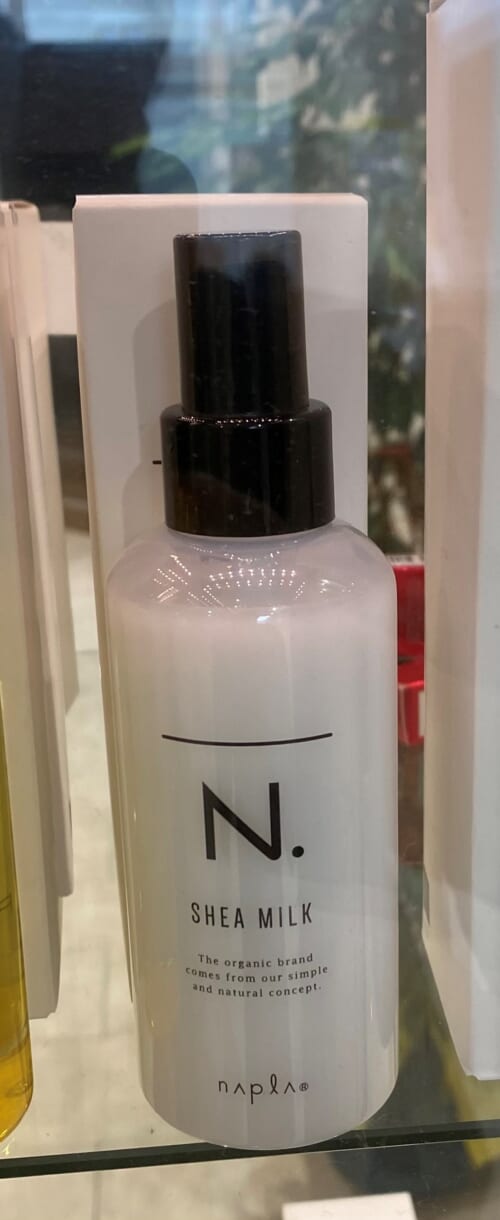 N.
SHEA MILK
The organic brand
comes from our simple
and natural concept.
napla®